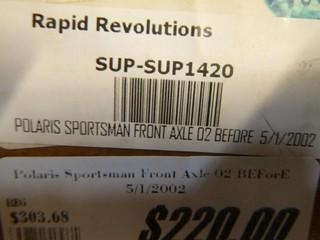 Rapid Revolutions
SUP-SUP1420
POLARIS SPORTSMAN FRONT AXLE 02 BEFORE 5/1/2002
Polaris Sportsman Front Axle 02 BEForE
5/1/2002
REG
$303.68
$220.00